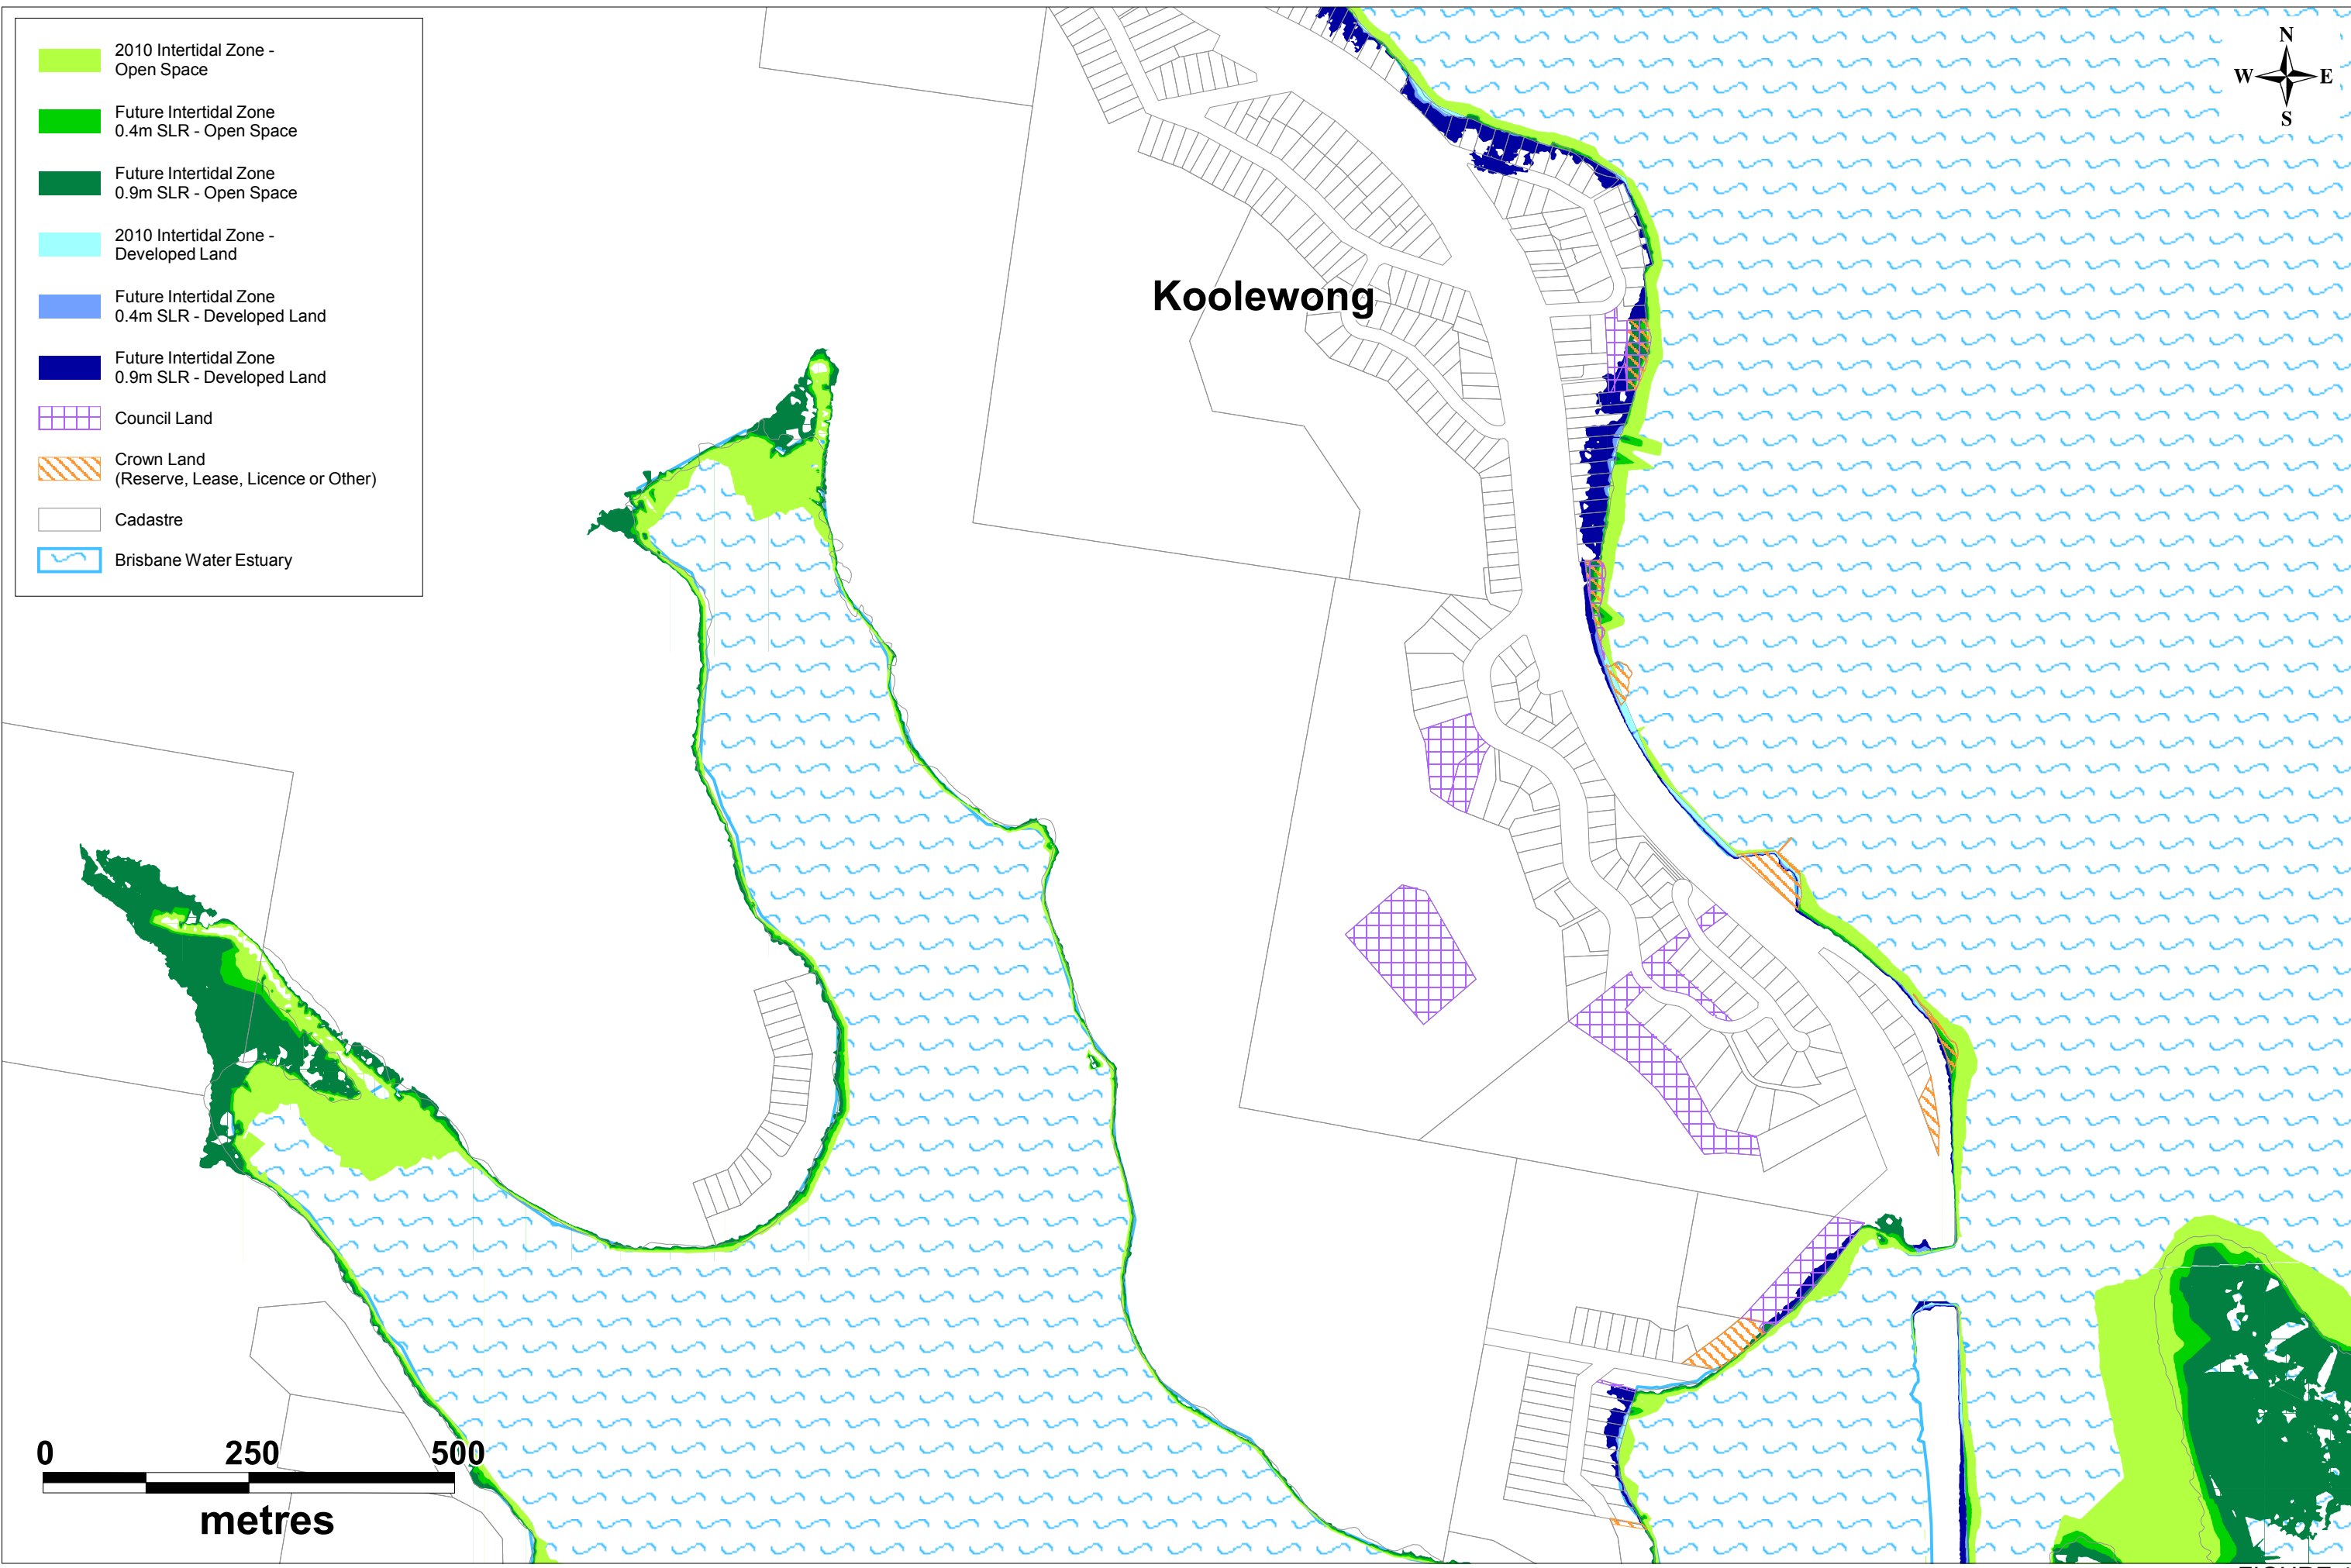 2010 Intertidal Zone -
Open Space
Future Intertidal Zone
0.4m SLR - Open Space
Future Intertidal Zone
0.9m SLR - Open Space
2010 Intertidal Zone -
Developed Land
Future Intertidal Zone
0.4m SLR - Developed Land
Future Intertidal Zone
0.9m SLR - Developed Land
Council Land
Crown Land
(Reserve, Lease, Licence or Other)
Cadastre
Brisbane Water Estuary
N
W E
S
Koolewong
0 250 500
metres